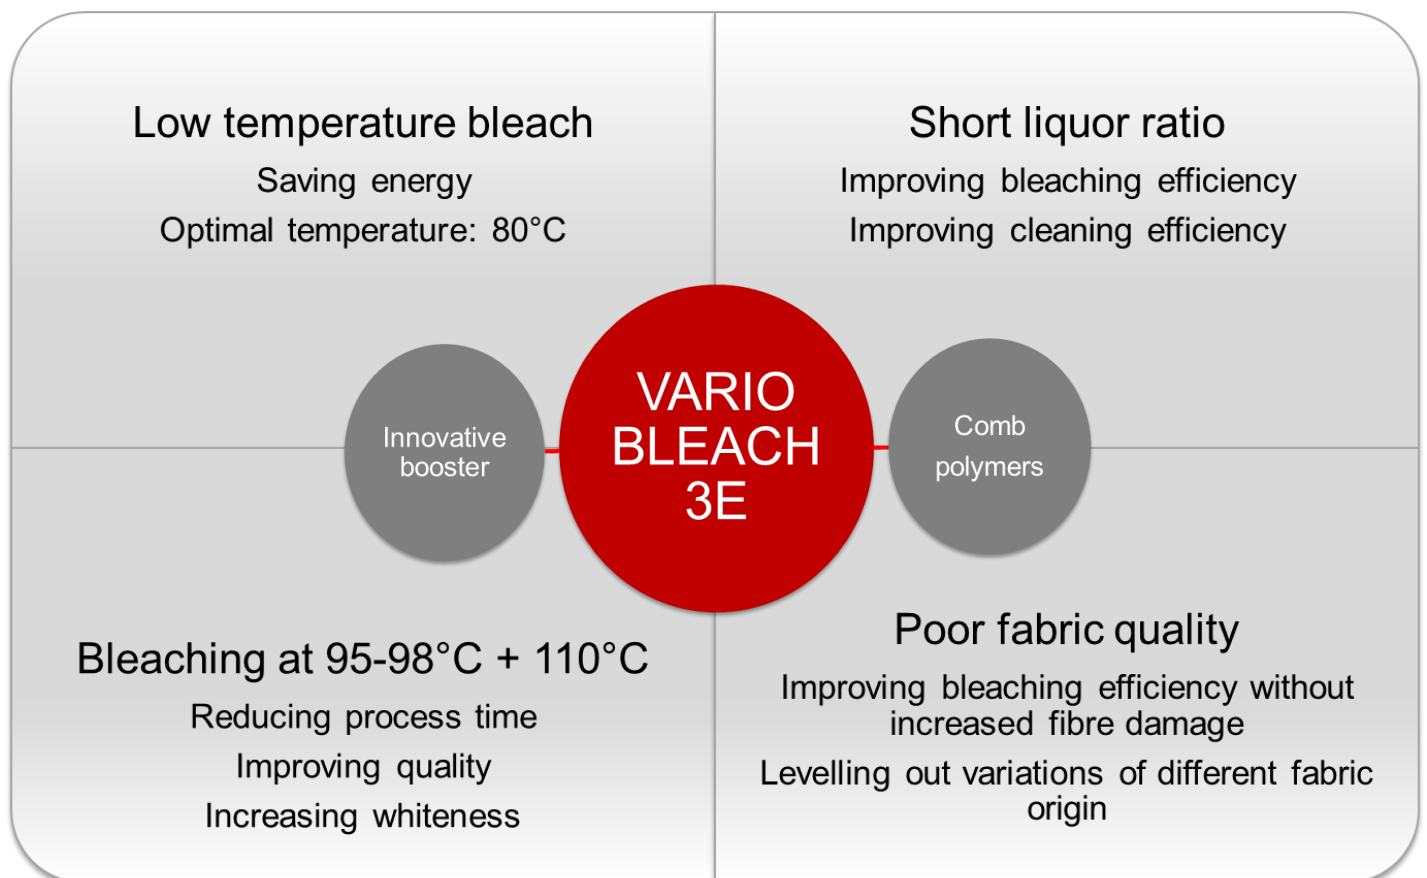 Low temperature bleach
Saving energy
Optimal temperature: 80°C
Short liquor ratio
Improving bleaching efficiency
Improving cleaning efficiency
Innovative
booster
VARIO
BLEACH
3E
Comb
polymers
Bleaching at 95-98°C + 110°C
Reducing process time
Improving quality
Increasing whiteness
Poor fabric quality
Improving bleaching efficiency without
increased fibre damage
Levelling out variations of different fabric
origin